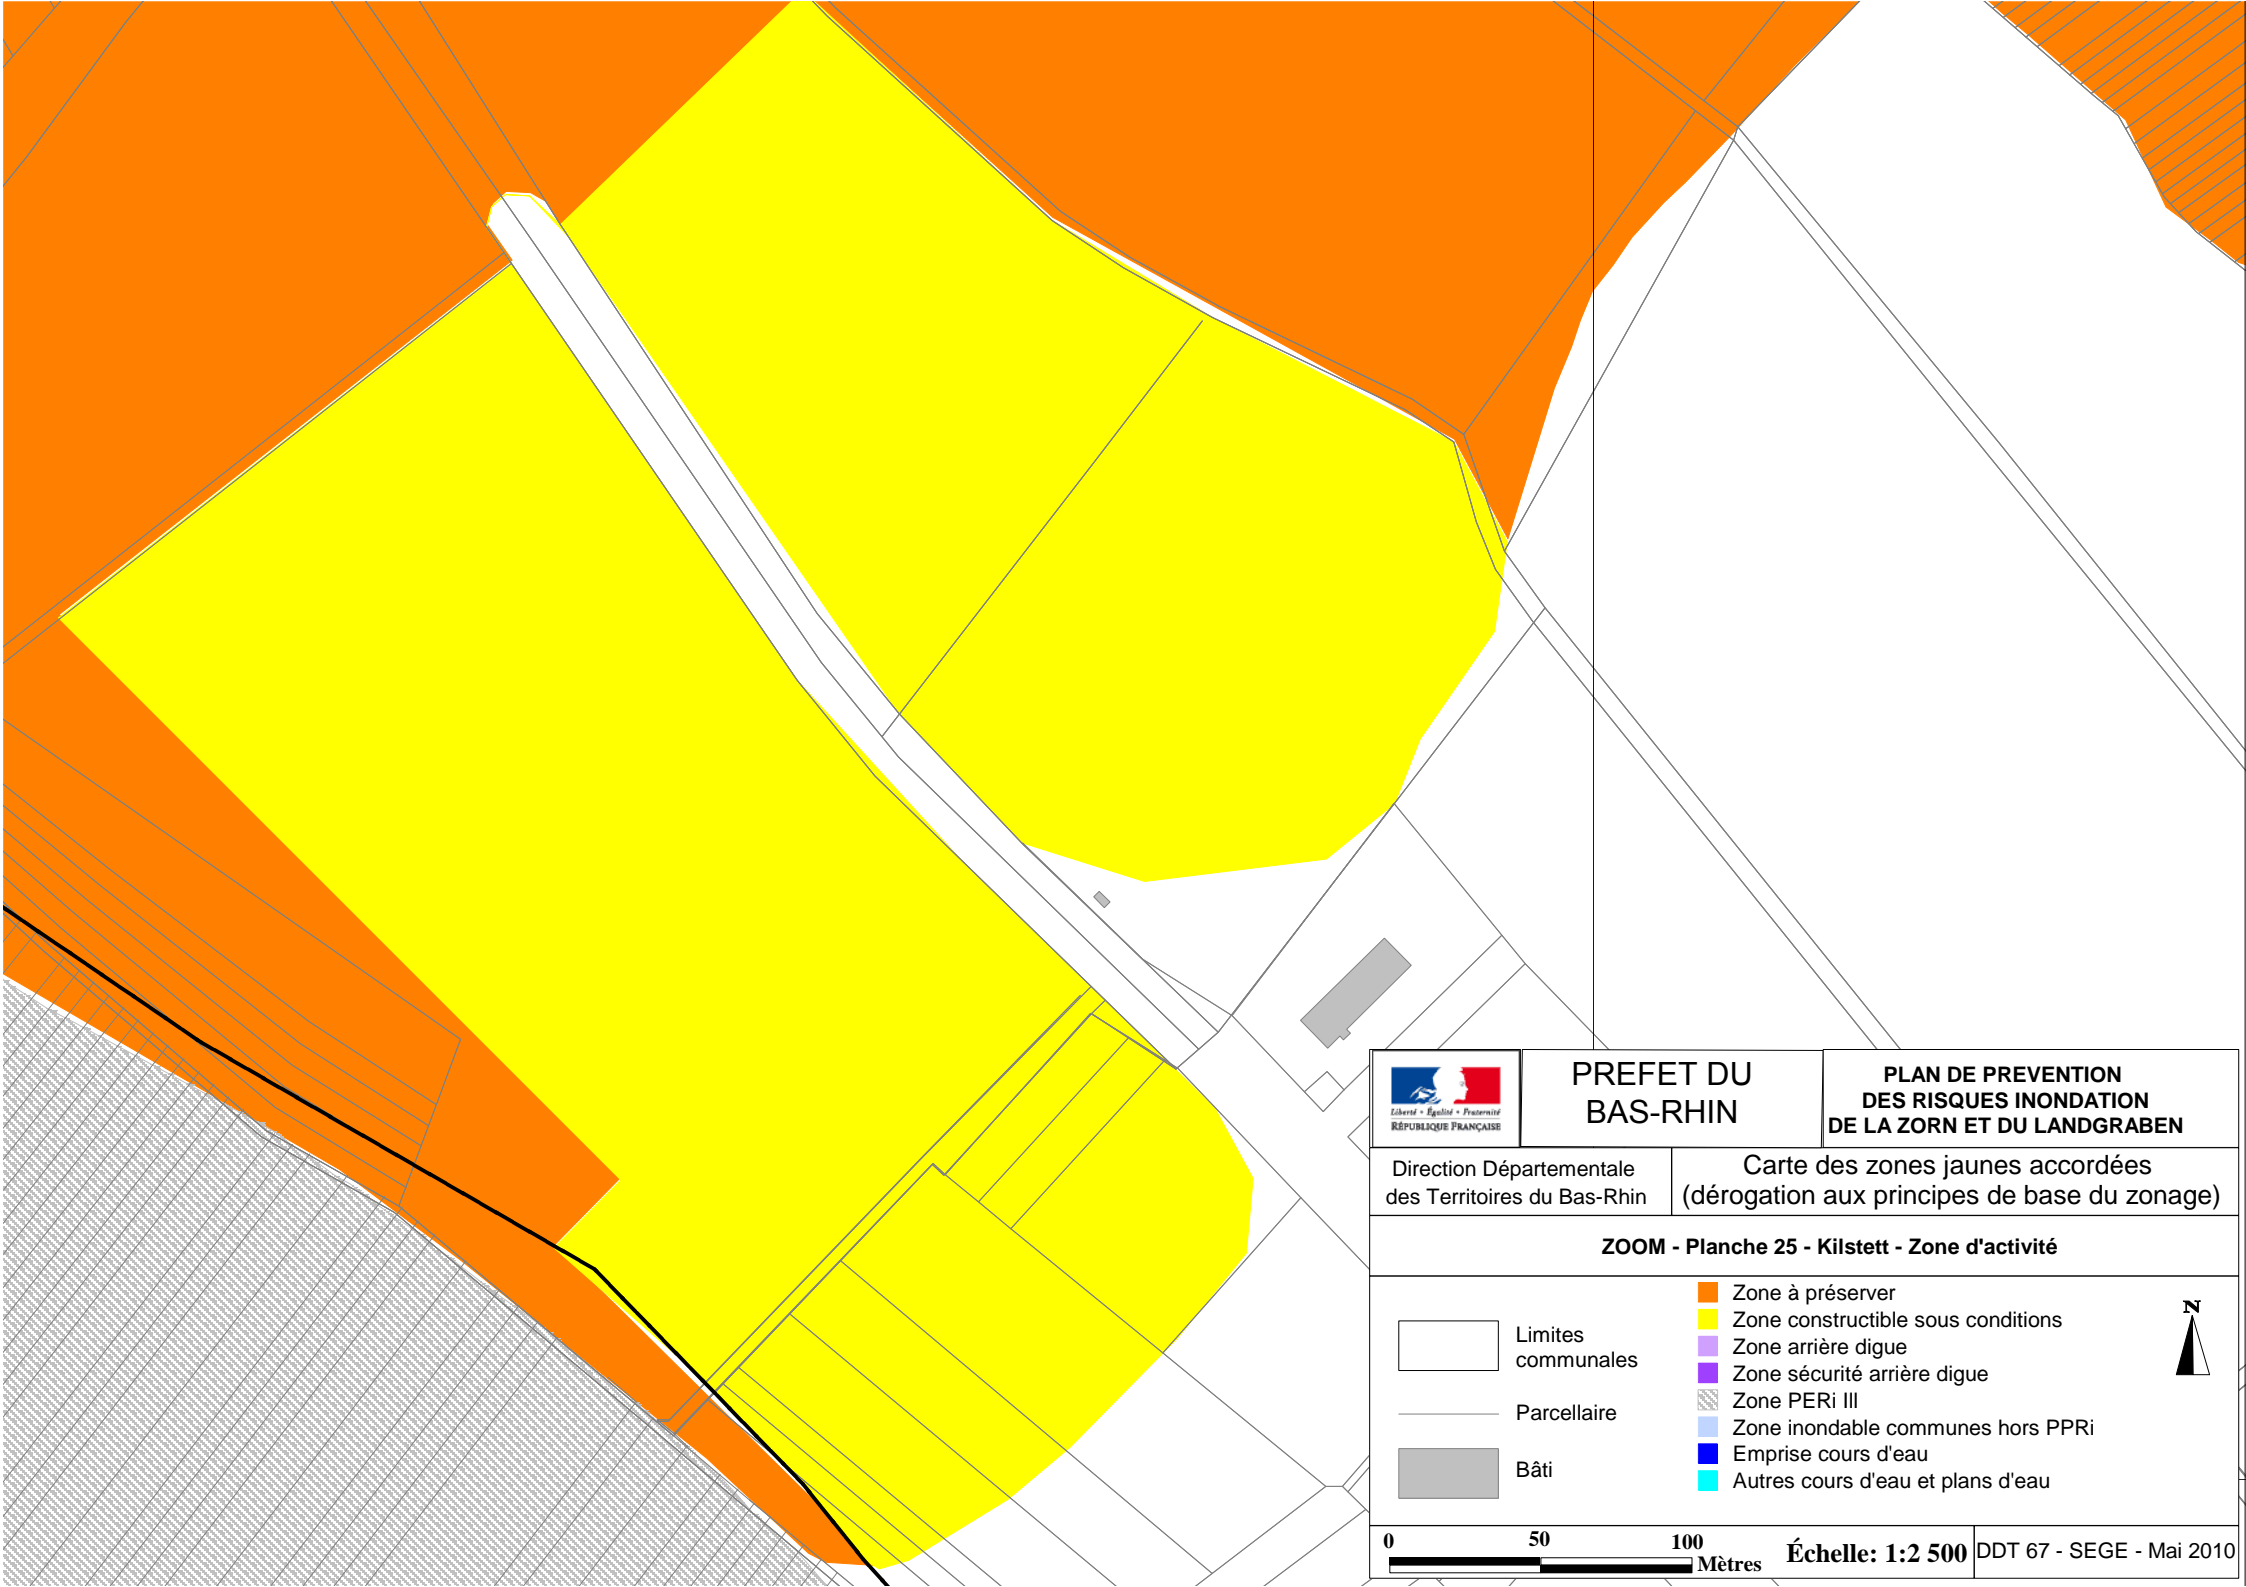 PREFET DU
BAS-RHIN
PLAN DE PREVENTION
DES RISQUES INONDATION
DE LA ZORN ET DU LANDGRABEN
Liberté • Égalité • Fraternité
RÉPUBLIQUE FRANÇAISE
Direction Départementale
des Territoires du Bas-Rhin
Carte des zones jaunes accordées
(dérogation aux principes de base du zonage)
ZOOM - Planche 25 - Kilstett - Zone d'activité
Limites
communales
Parcellaire
Bâti
Zone à préserver
Zone constructible sous conditions
Zone arrière digue
Zone sécurité arrière digue
Zone PERi III
Zone inondable communes hors PPRi
Emprise cours d'eau
Autres cours d'eau et plans d'eau
N
0 50 100
Mètres
Échelle: 1:2 500
DDT 67 - SEGE - Mai 2010